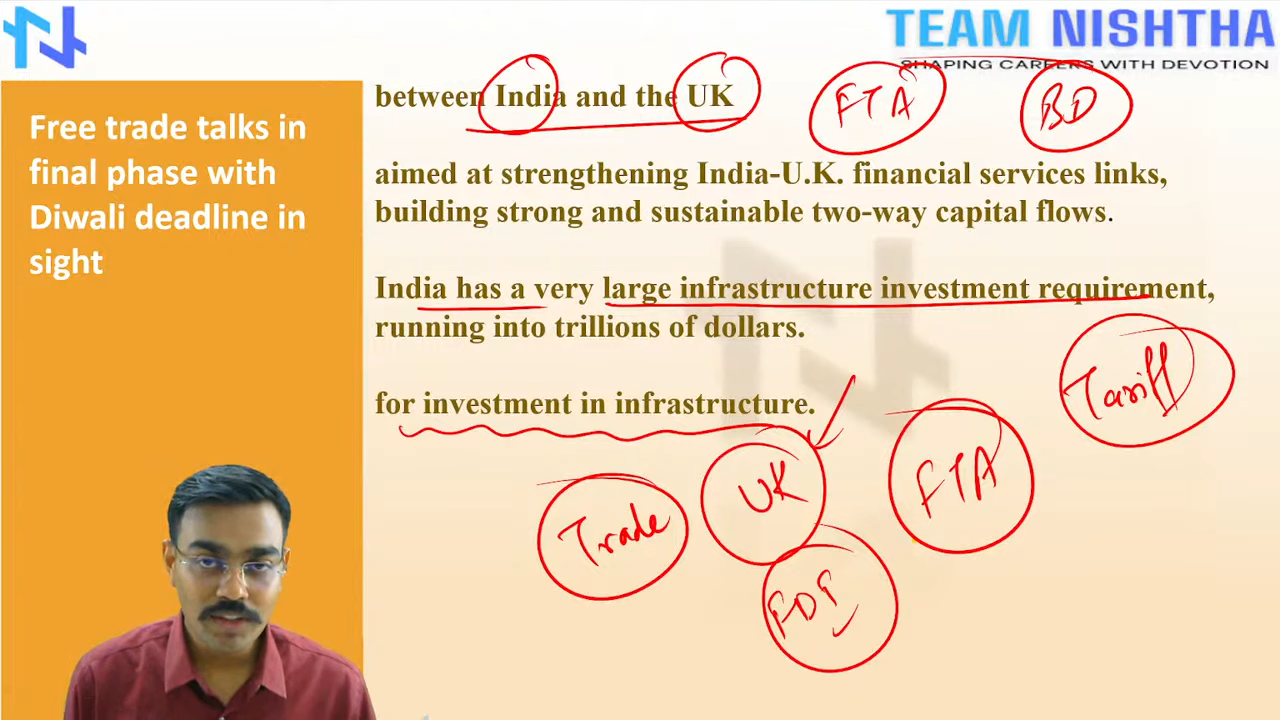 TEAM NISHTHA
SHAPING CAREERS WITH DEVOTION
Free trade talks in
final phase with
Diwali deadline in
sight
between India and the UK
FTA
BD
aimed at strengthening India-U.K. financial services links,
building strong and sustainable two-way capital flows.
India has a very large infrastructure investment requirement,
running into trillions of dollars.
for investment in infrastructure.
Tariff
Trade
UK
FTA